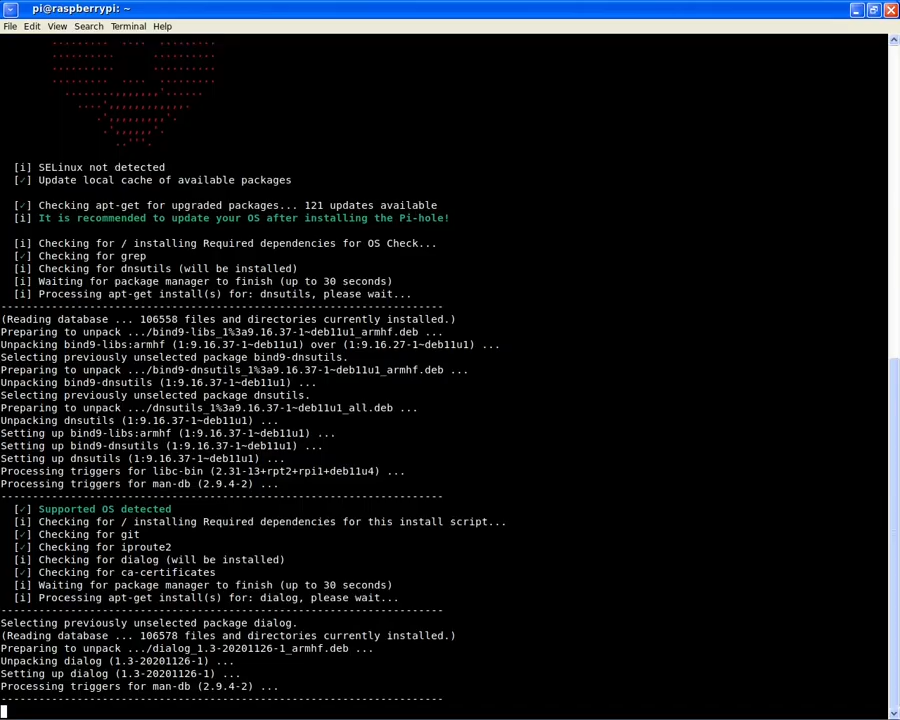 pi@raspberrypi: ~
File Edit View Search Terminal Help
[i] SELinux not detected
[✓] Update local cache of available packages
[✓] Checking apt-get for upgraded packages... 121 updates available
[i] It is recommended to update your OS after installing the Pi-hole!
[i] Checking for / installing Required dependencies for OS Check...
[✓] Checking for grep
[i] Checking for dnsutils (will be installed)
[i] Waiting for package manager to finish (up to 30 seconds)
[i] Processing apt-get install(s) for: dnsutils, please wait...
----------------------------------------------------------------------
(Reading database ... 106558 files and directories currently installed.)
Preparing to unpack .../bind9-libs_1%3a9.16.37-1~deb11u1_armhf.deb ...
Unpacking bind9-libs:armhf (1:9.16.37-1~deb11u1) over (1:9.16.27-1~deb11u1) ...
Selecting previously unselected package bind9-dnsutils.
Preparing to unpack .../bind9-dnsutils_1%3a9.16.37-1~deb11u1_armhf.deb ...
Unpacking bind9-dnsutils (1:9.16.37-1~deb11u1) ...
Selecting previously unselected package dnsutils.
Preparing to unpack .../dnsutils_1%3a9.16.37-1~deb11u1_all.deb ...
Unpacking dnsutils (1:9.16.37-1~deb11u1) ...
Setting up bind9-libs:armhf (1:9.16.37-1~deb11u1) ...
Setting up bind9-dnsutils (1:9.16.37-1~deb11u1) ...
Setting up dnsutils (1:9.16.37-1~deb11u1) ...
Processing triggers for libc-bin (2.31-13+rpt2+rpi1+deb11u4) ...
Processing triggers for man-db (2.9.4-2) ...
----------------------------------------------------------------------
[✓] Supported OS detected
[i] Checking for / installing Required dependencies for this install script...
[✓] Checking for git
[✓] Checking for iproute2
[i] Checking for dialog (will be installed)
[✓] Checking for ca-certificates
[i] Waiting for package manager to finish (up to 30 seconds)
[i] Processing apt-get install(s) for: dialog, please wait...
----------------------------------------------------------------------
Selecting previously unselected package dialog.
(Reading database ... 106578 files and directories currently installed.)
Preparing to unpack .../dialog_1.3-20201126-1_armhf.deb ...
Unpacking dialog (1.3-20201126-1) ...
Setting up dialog (1.3-20201126-1) ...
Processing triggers for man-db (2.9.4-2) ...
----------------------------------------------------------------------